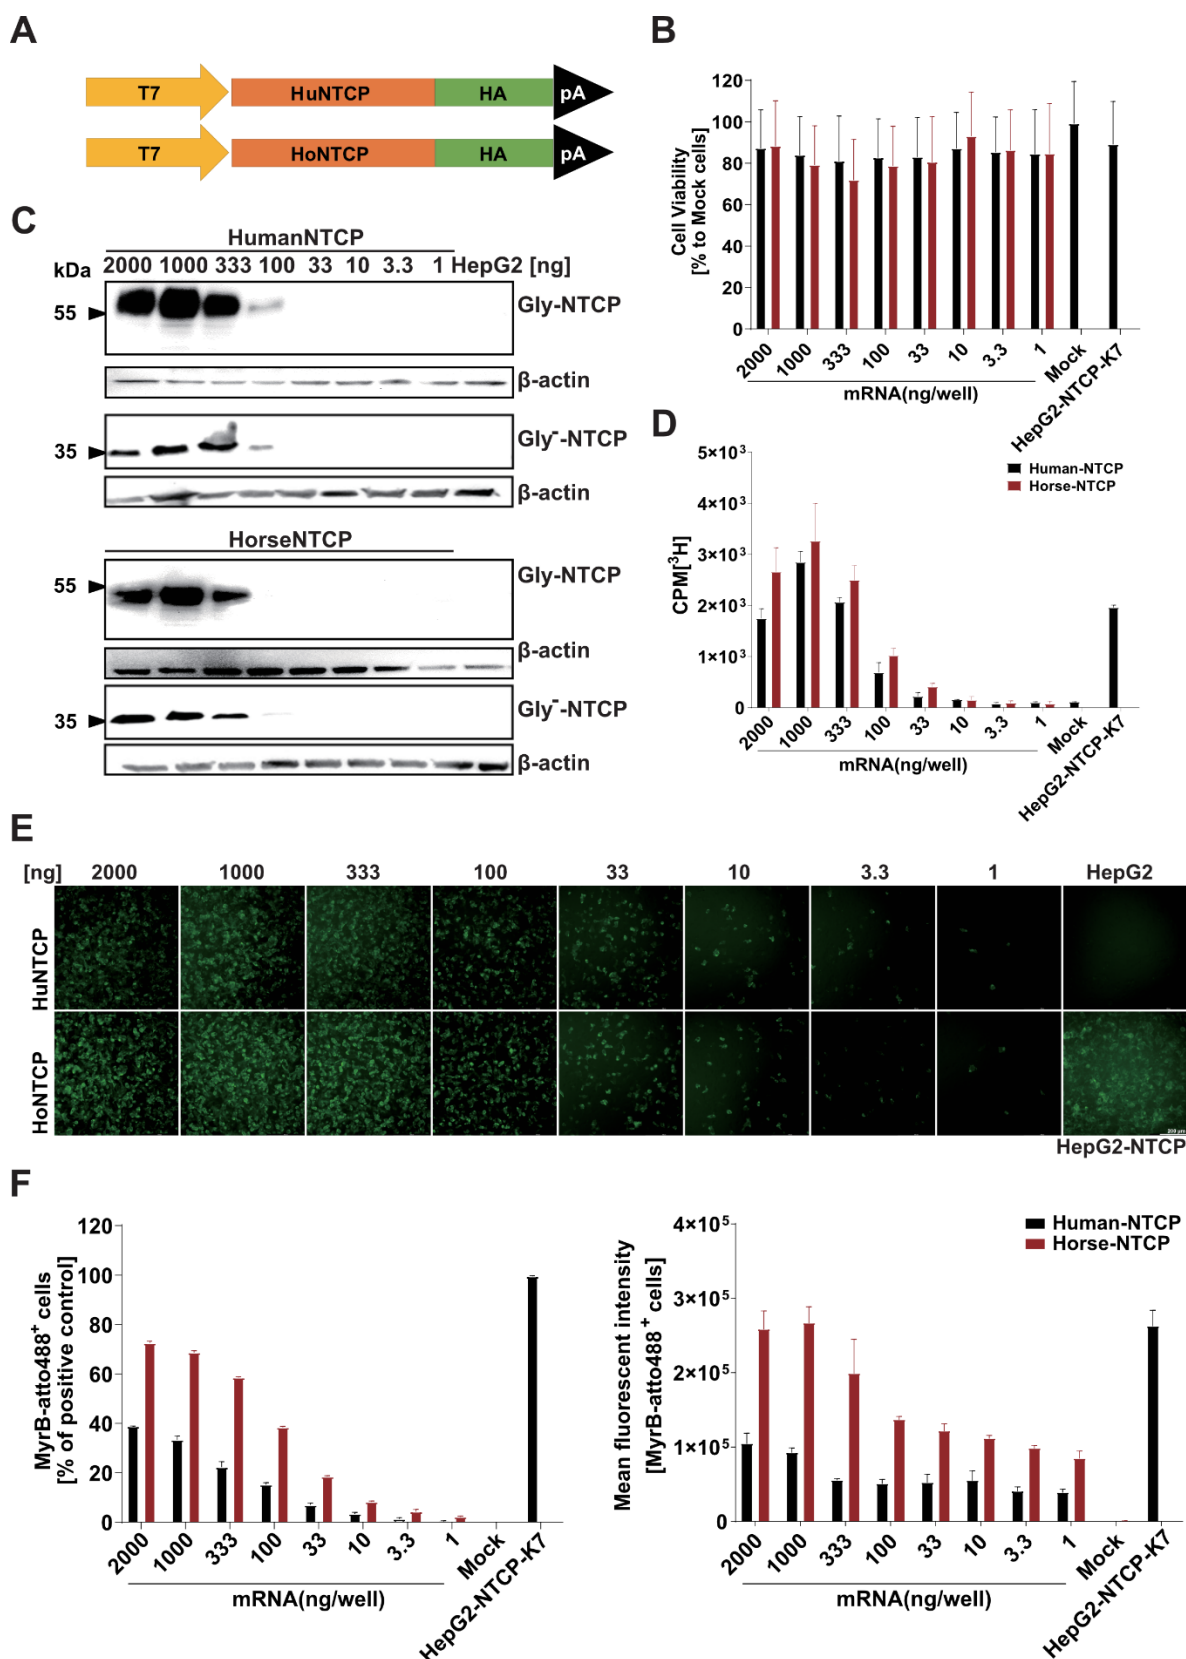 A
T7 HuNTCP HA pA
T7 HoNTCP HA pA
B
Cell Viability
[% to Mock cells]
120
100
80
60
40
20
0
2000 1000 333 100 33 10 3.3 1 Mock HepG2-NTCP-K7
mRNA(ng/well)
C
HumanNTCP
kDa 2000 1000 333 100 33 10 3.3 1 HepG2 [ng]
55 Gly-NTCP
β-actin
35 Gly⁻-NTCP
β-actin
HorseNTCP
55 Gly-NTCP
β-actin
35 Gly⁻-NTCP
β-actin
D
CPM[³H]
5×10³
4×10³
3×10³
2×10³
1×10³
0
Human-NTCP
Horse-NTCP
2000 1000 333 100 33 10 3.3 1 Mock HepG2-NTCP-K7
mRNA(ng/well)
E
[ng] 2000 1000 333 100 33 10 3.3 1 HepG2
HuNTCP
HoNTCP
HepG2-NTCP
F
MyrB-atto488⁺ cells
[% of positive control]
120
100
80
60
40
20
0
2000 1000 333 100 33 10 3.3 1 Mock HepG2-NTCP-K7
mRNA(ng/well)
Mean fluorescent intensity
[MyrB-atto488⁺ cells]
4×10⁵
3×10⁵
2×10⁵
1×10⁵
0
Human-NTCP
Horse-NTCP
2000 1000 333 100 33 10 3.3 1 Mock HepG2-NTCP-K7
mRNA(ng/well)